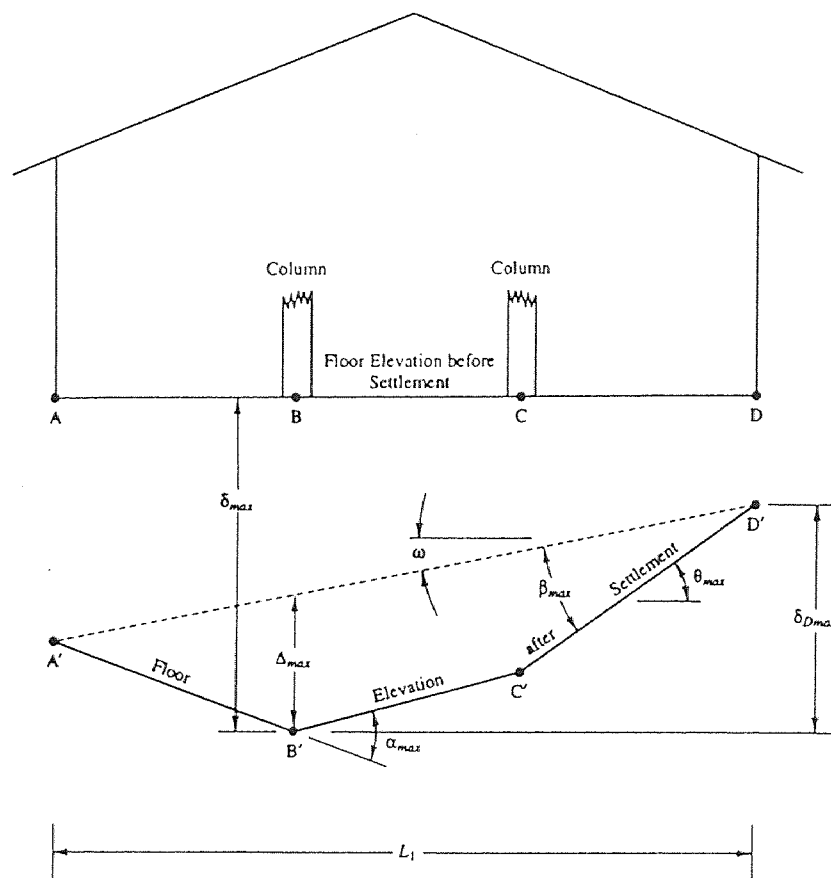 Column
Column
Floor Elevation before
Settlement
A
B
C
D
δmax
ω
βmax
Settlement
θmax
D'
δDmax
A'
Floor
Δmax
after
Elevation
C'
B'
αmax
L1